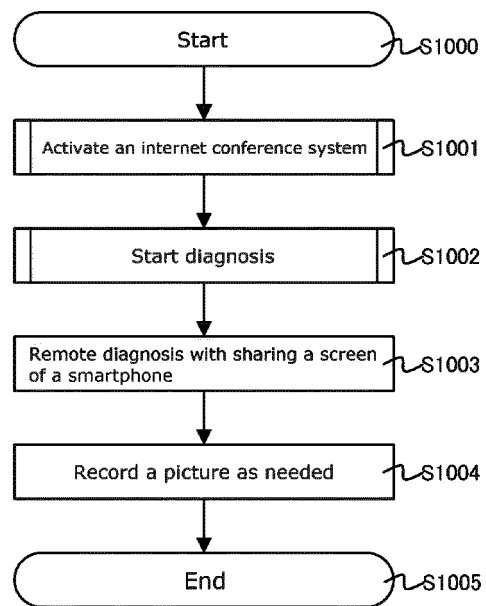 Start
S1000
Activate an internet conference system
S1001
Start diagnosis
S1002
Remote diagnosis with sharing a screen
of a smartphone
S1003
Record a picture as needed
S1004
End
S1005